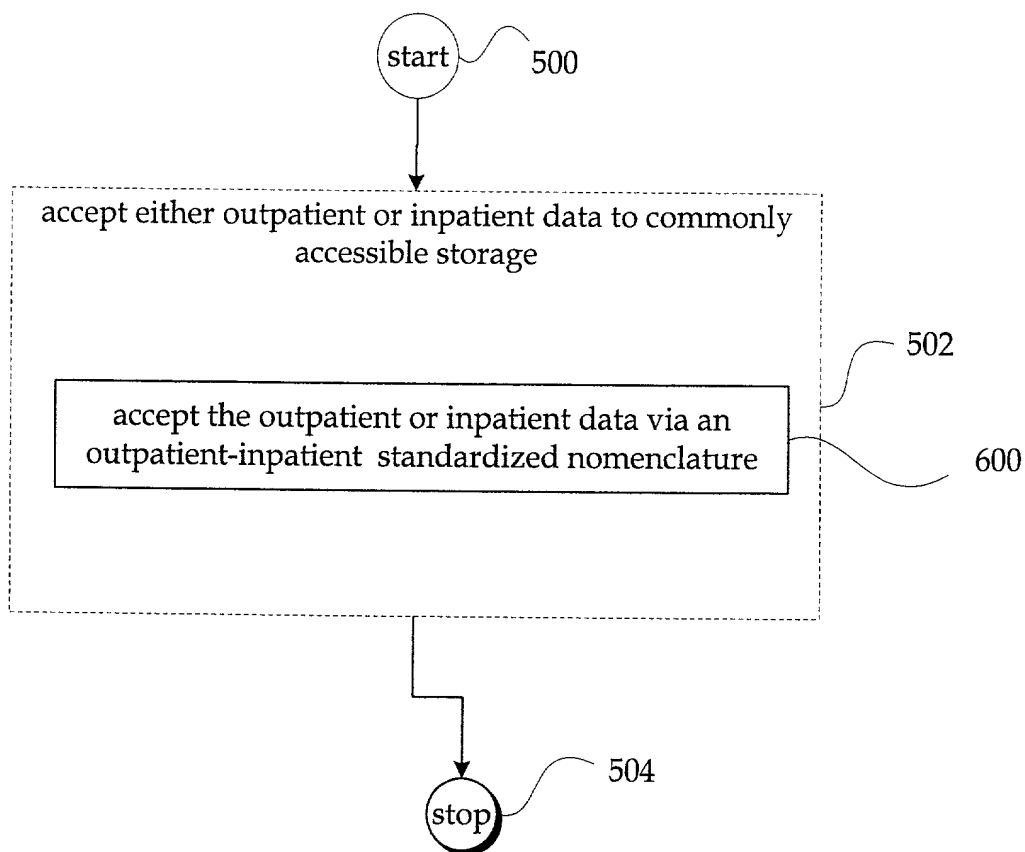 start
500
accept either outpatient or inpatient data to commonly
accessible storage
502
accept the outpatient or inpatient data via an
outpatient-inpatient standardized nomenclature
600
504
stop